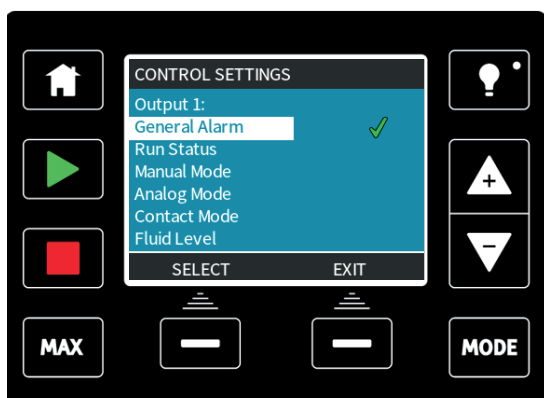 CONTROL SETTINGS
Output 1:
General Alarm
Run Status
Manual Mode
Analog Mode
Contact Mode
Fluid Level
SELECT EXIT
+
−
MAX
MODE